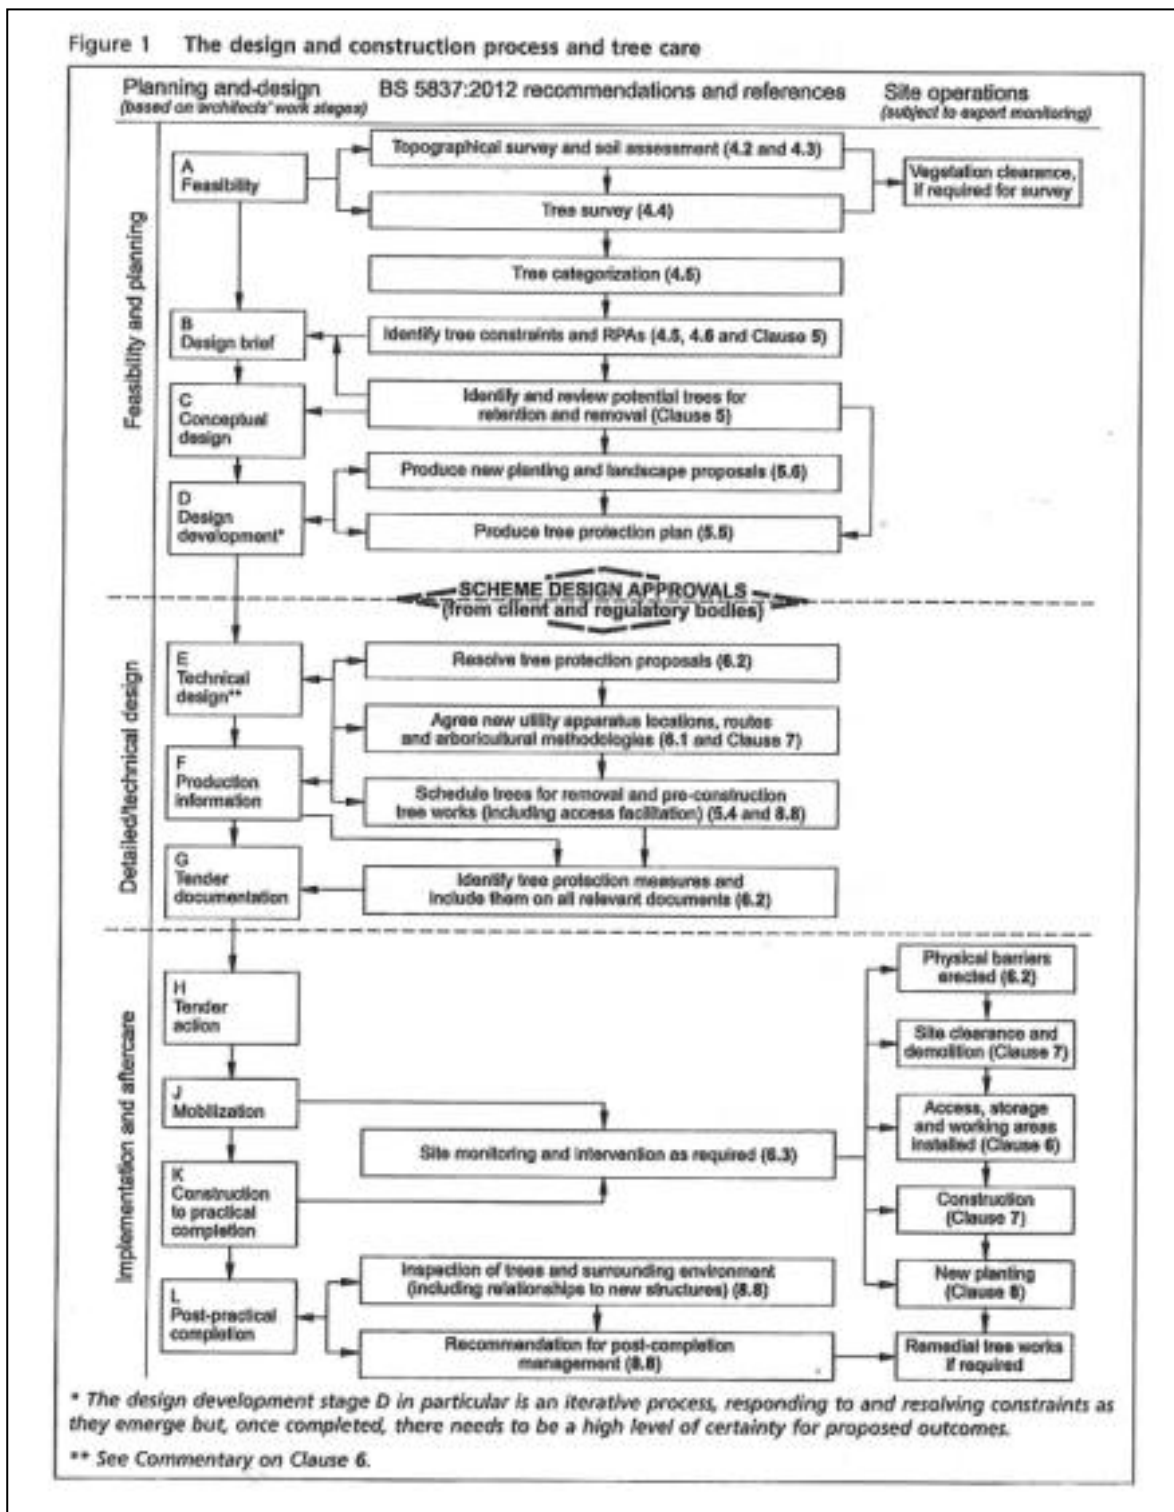 Figure 1 The design and construction process and tree care
Planning and-design
(based on architects' work stages)
BS 5837:2012 recommendations and references
Site operations
(subject to expert monitoring)
Feasibility and planning
A
Feasibility
Topographical survey and soil assessment (4.2 and 4.3)
Vegetation clearance,
if required for survey
Tree survey (4.4)
Tree categorization (4.5)
B
Design brief
Identify tree constraints and RPAs (4.5, 4.6 and Clause 5)
C
Conceptual
design
Identify and review potential trees for
retention and removal (Clause 5)
Produce new planting and landscape proposals (5.6)
D
Design
development*
Produce tree protection plan (5.5)
SCHEME DESIGN APPROVALS
(from client and regulatory bodies)
Detailed/technical design
E
Technical
design**
Resolve tree protection proposals (6.2)
Agree new utility apparatus locations, routes
and arboricultural methodologies (6.1 and Clause 7)
F
Production
information
Schedule trees for removal and pre-construction
tree works (including access facilitation) (5.4 and 8.8)
G
Tender
documentation
Identify tree protection measures and
include them on all relevant documents (6.2)
Implementation and aftercare
H
Tender
action
Physical barriers
erected (6.2)
Site clearance and
demolition (Clause 7)
J
Mobilization
Access, storage
and working areas
installed (Clause 6)
Site monitoring and intervention as required (6.3)
K
Construction
to practical
completion
Construction
(Clause 7)
New planting
(Clause 8)
L
Post-practical
completion
Inspection of trees and surrounding environment
(including relationships to new structures) (8.8)
Recommendation for post-completion
management (8.8)
Remedial tree works
if required
* The design development stage D in particular is an iterative process, responding to and resolving constraints as
they emerge but, once completed, there needs to be a high level of certainty for proposed outcomes.
** See Commentary on Clause 6.